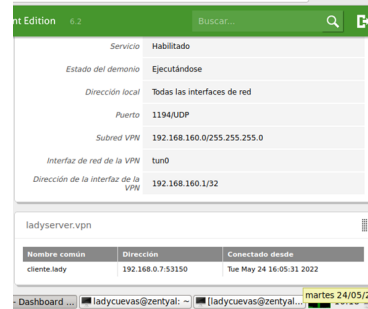 nt Edition 6.2 Buscar...
Servicio Habilitado
Estado del demonio Ejecutándose
Dirección local Todas las interfaces de red
Puerto 1194/UDP
Subred VPN 192.168.160.0/255.255.255.0
Interfaz de red de la VPN tun0
Dirección de la interfaz de la
VPN 192.168.160.1/32
ladyserver.vpn
Nombre común Dirección Conectado desde
cliente.lady 192.168.0.7:53150 Tue May 24 16:05:31 2022
Dashboard ... ladycuevas@zentyal: ~ [ladycuevas@zentyal... martes 24/05/2